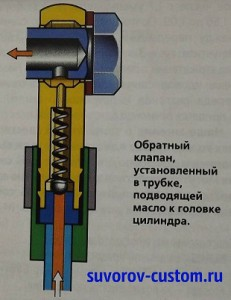 Обратный
клапан,
установленный
в трубке,
подводящей
масло к головке
цилиндра.
suvorov-custom.ru